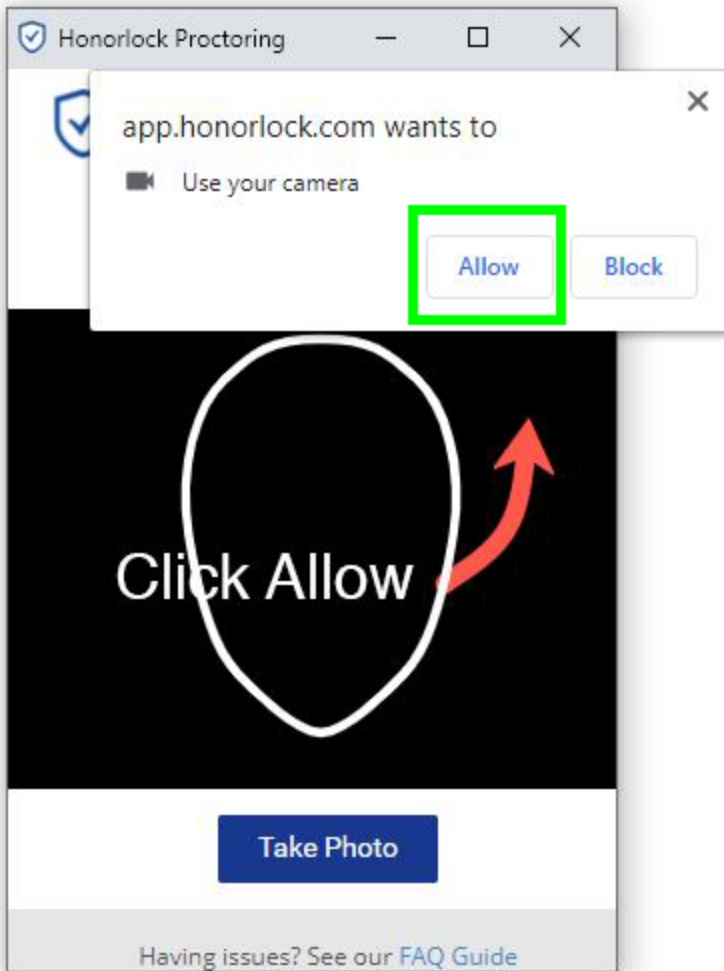 Honorlock Proctoring
app.honorlock.com wants to
Use your camera
Allow Block
Click Allow
Take Photo
Having issues? See our FAQ Guide